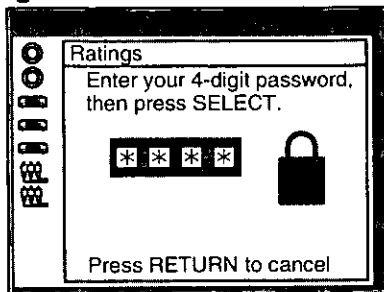 Ratings
Enter your 4-digit password,
then press SELECT.
* * * *
Press RETURN to cancel